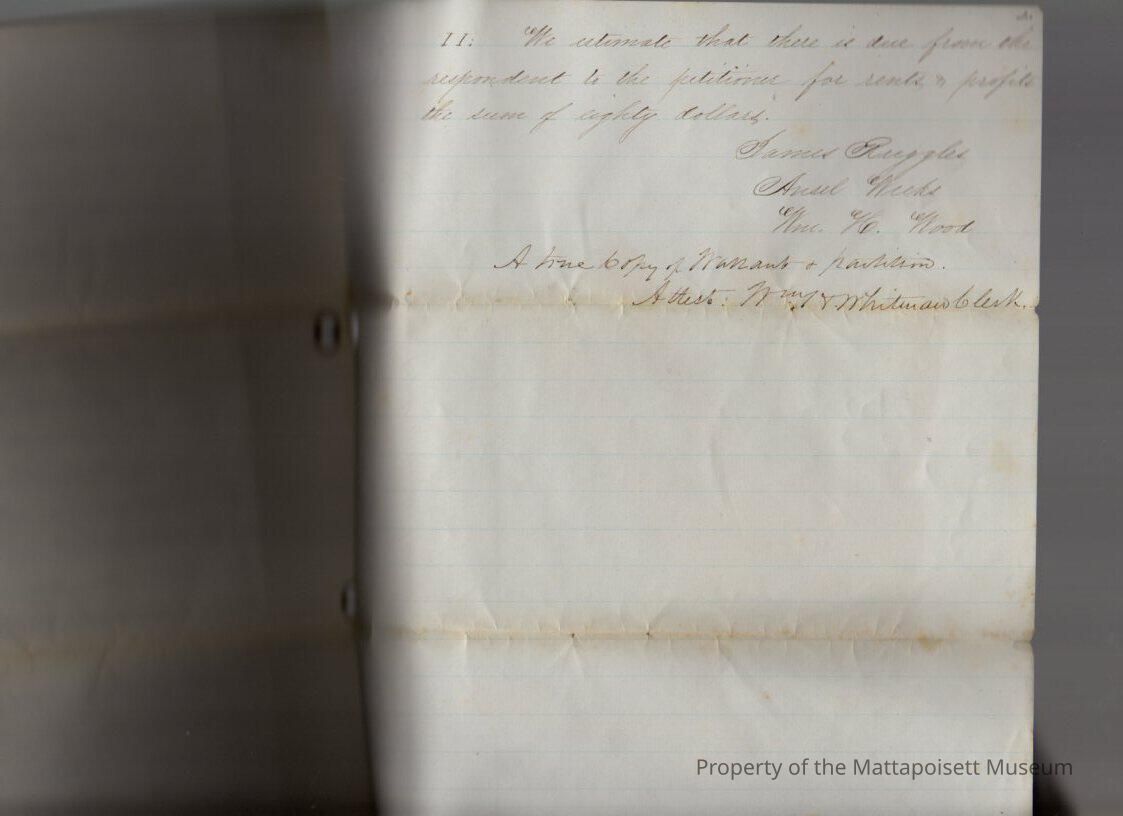 11: We estimate that there is due from the
respondent to the petitioner for rents & profits
the sum of eighty dollars.
James Ruggles
Ansel Weeks
Wm. H. Wood
A true Copy of Warrant & partition.
Attest: Whitman Clerk.
Property of the Mattapoisett Museum